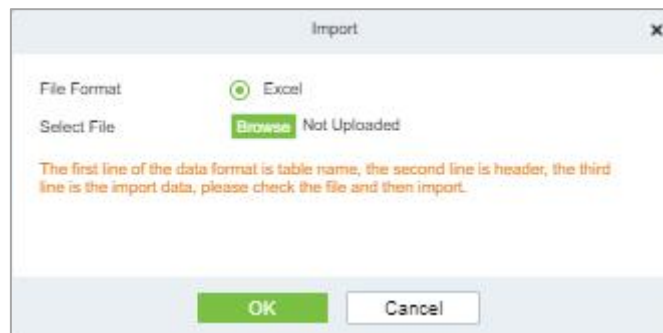 Import
File Format Excel
Select File Browse Not Uploaded
The first line of the data format is table name, the second line is header, the third
line is the import data, please check the file and then import.
OK Cancel